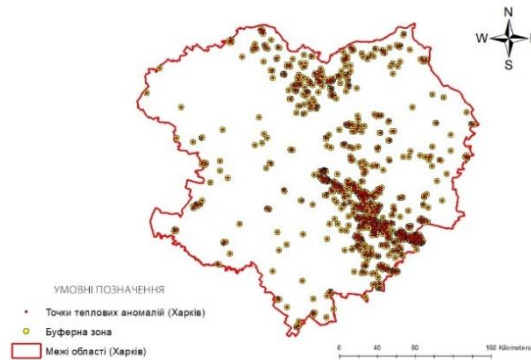 N
W E
S
УМОВНІ ПОЗНАЧЕННЯ
Точки теплових аномалій (Харків)
Буферна зона
Межі області (Харків)
0 40 80 160 Kilometers